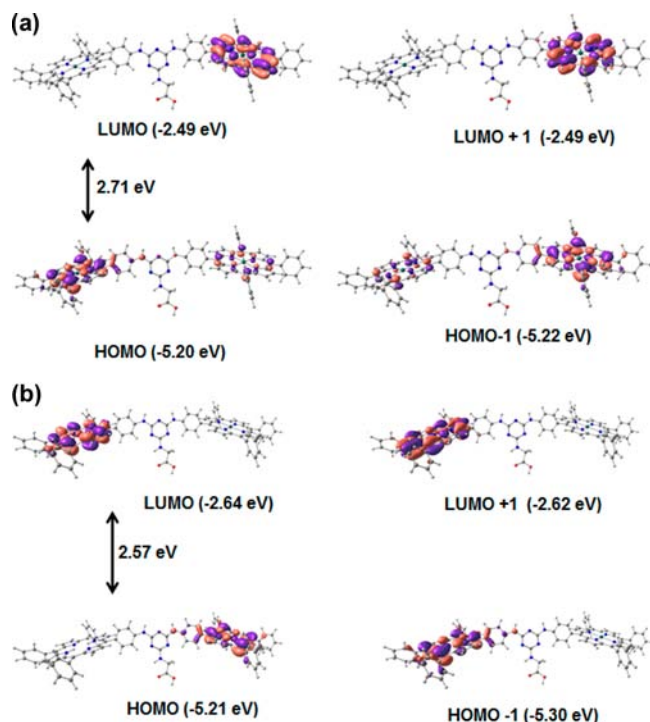 (a)
LUMO (-2.49 eV)
LUMO + 1 (-2.49 eV)
2.71 eV
HOMO (-5.20 eV)
HOMO-1 (-5.22 eV)
(b)
LUMO (-2.64 eV)
LUMO +1 (-2.62 eV)
2.57 eV
HOMO (-5.21 eV)
HOMO -1 (-5.30 eV)